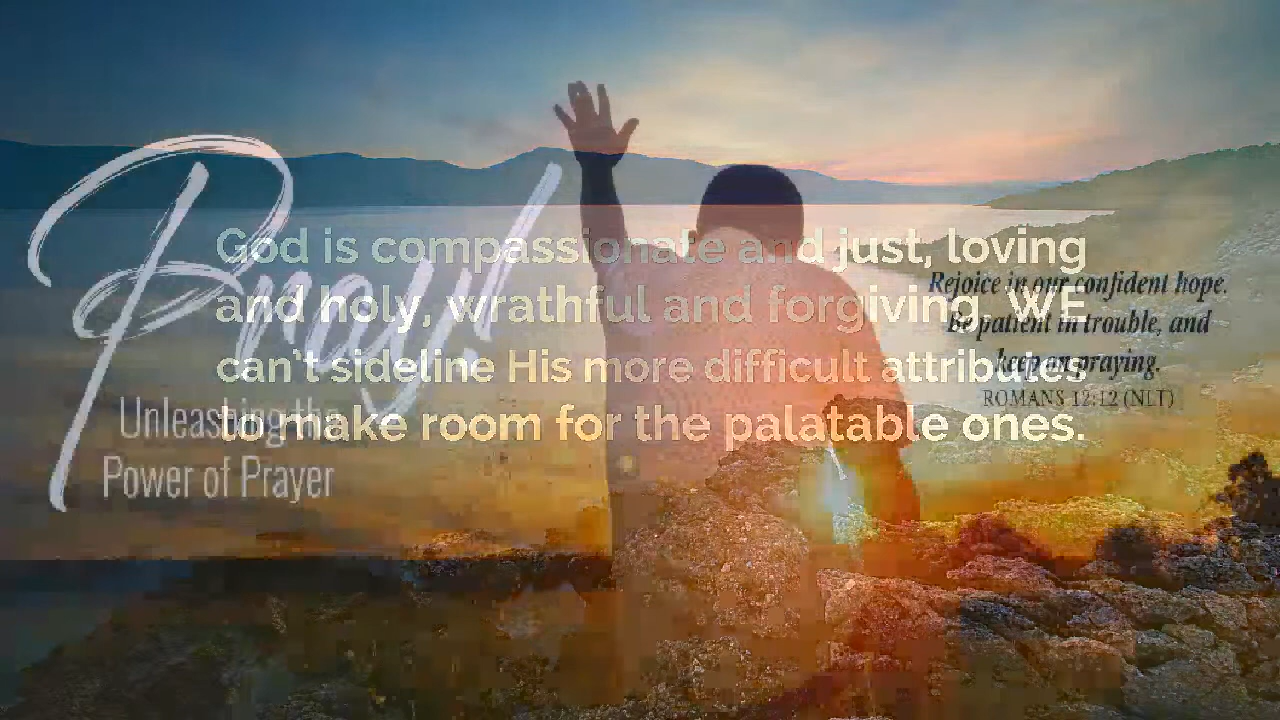 Pray!
Unleashing the
Power of Prayer
God is compassionate and just, loving
and holy, wrathful and forgiving, WE
can't sideline His more difficult attributes
to make room for the palatable ones.
Rejoice in our confident hope.
Be patient in trouble, and
keep on praying.
ROMANS 12:12 (NLT)